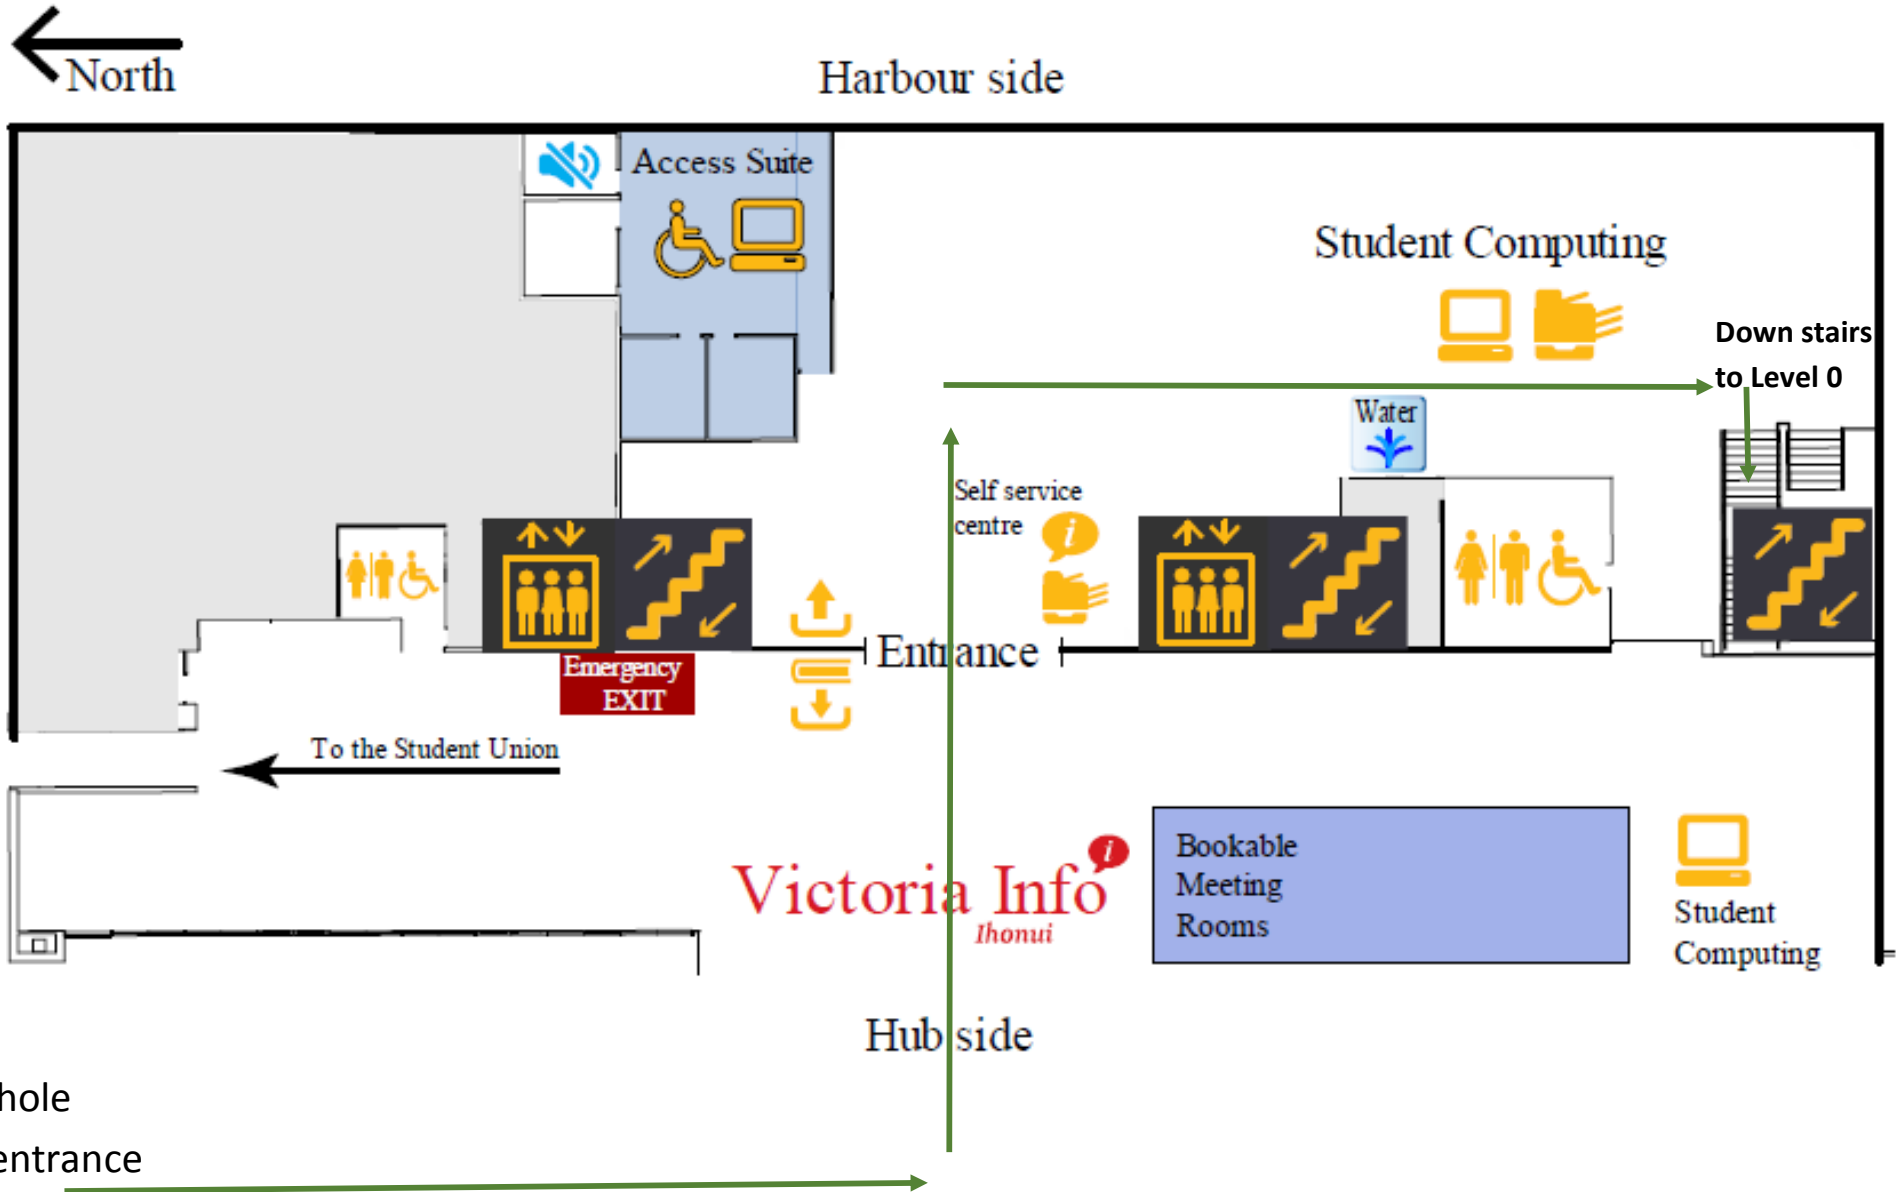 North
Harbour side
Access Suite
Student Computing
Down stairs
to Level 0
Water
Self service
centre
i
Entrance
Emergency
EXIT
To the Student Union
Victoria Info
i
Ihonui
Bookable
Meeting
Rooms
Student
Computing
Hub side
hole
entrance